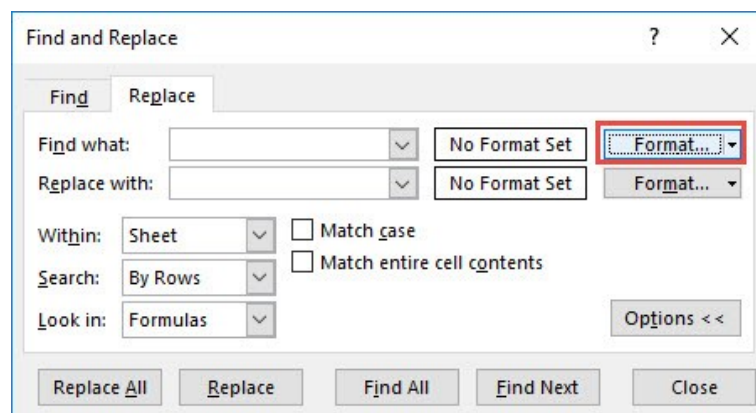 Find and Replace ? ×
Find Replace
Find what: No Format Set Format...
Replace with: No Format Set Format...
Within: Sheet Match case
Search: By Rows Match entire cell contents
Look in: Formulas Options <<
Replace All Replace Find All Find Next Close